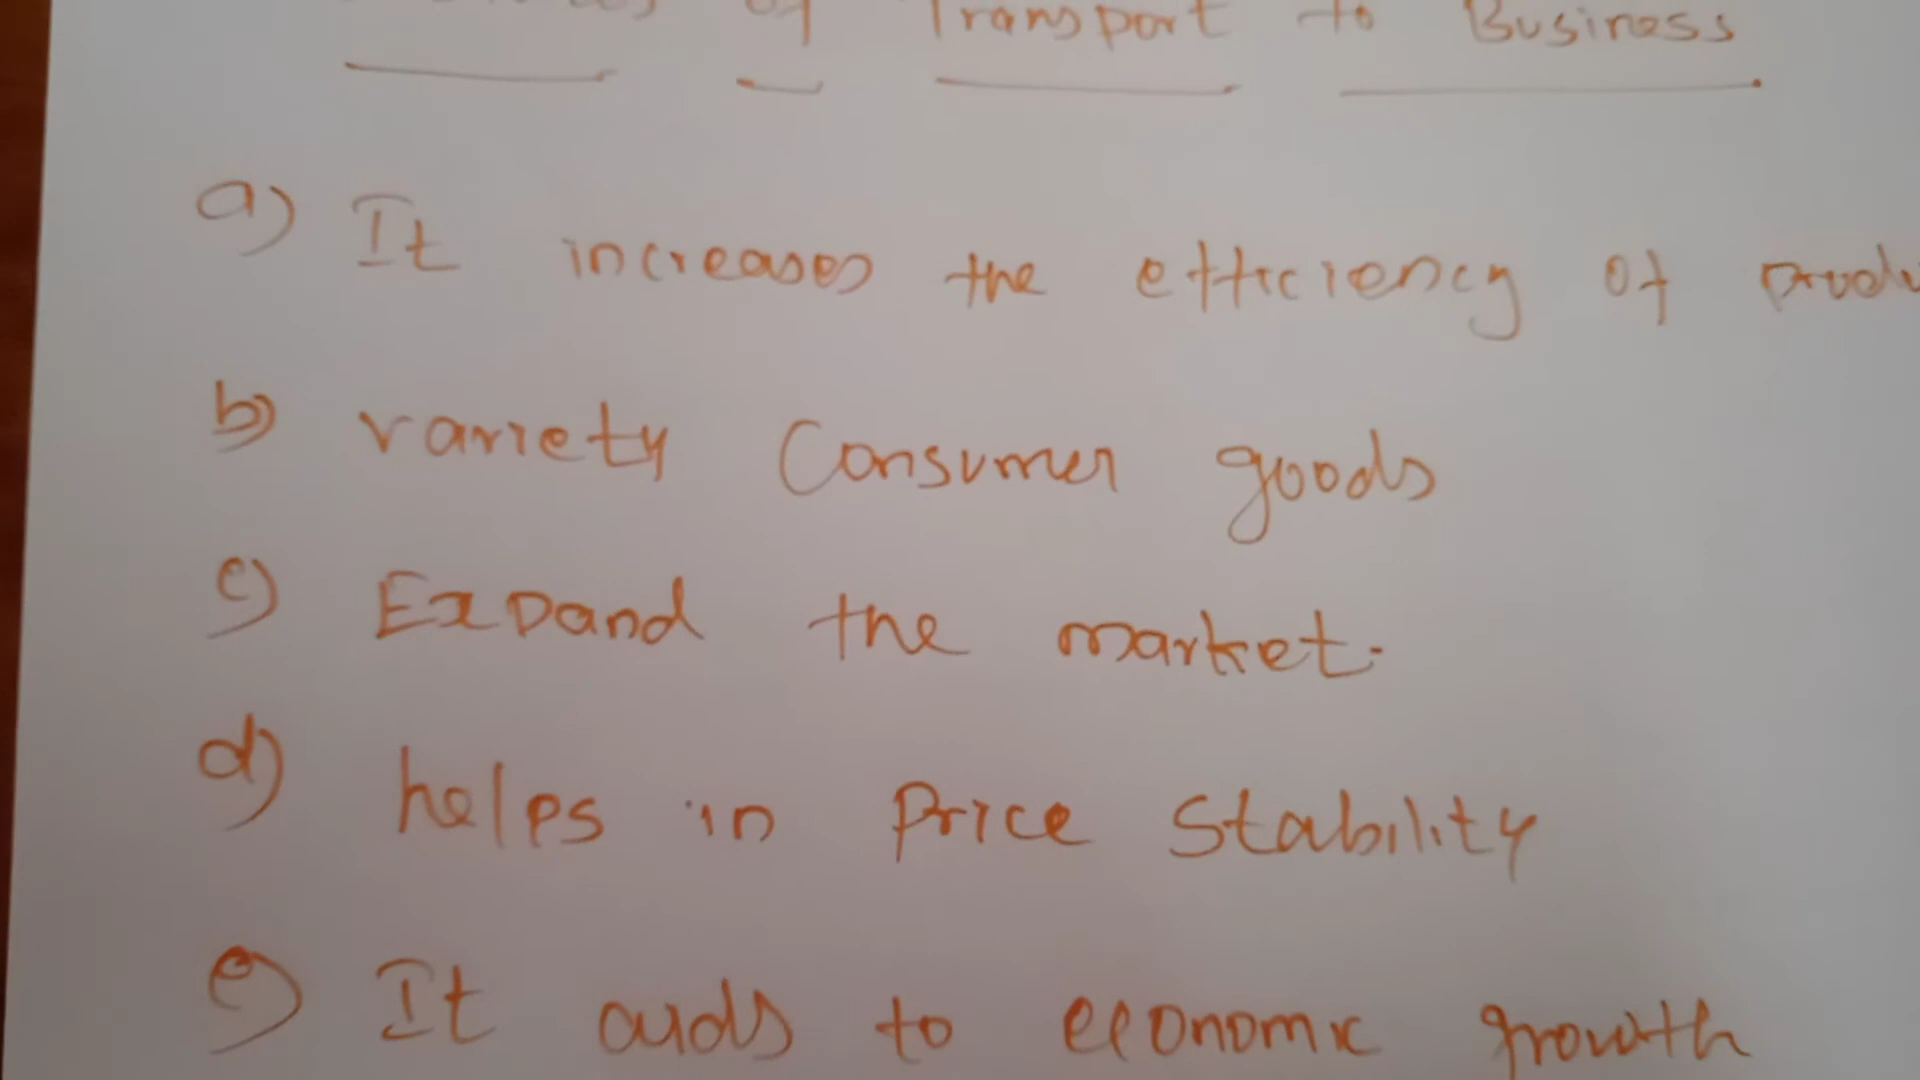 of Transport to Business
a) It increases the efficiency of
b) variety Consumer goods
c) Expand the market.
d) helps in Price Stability
e) It aids to economic growth